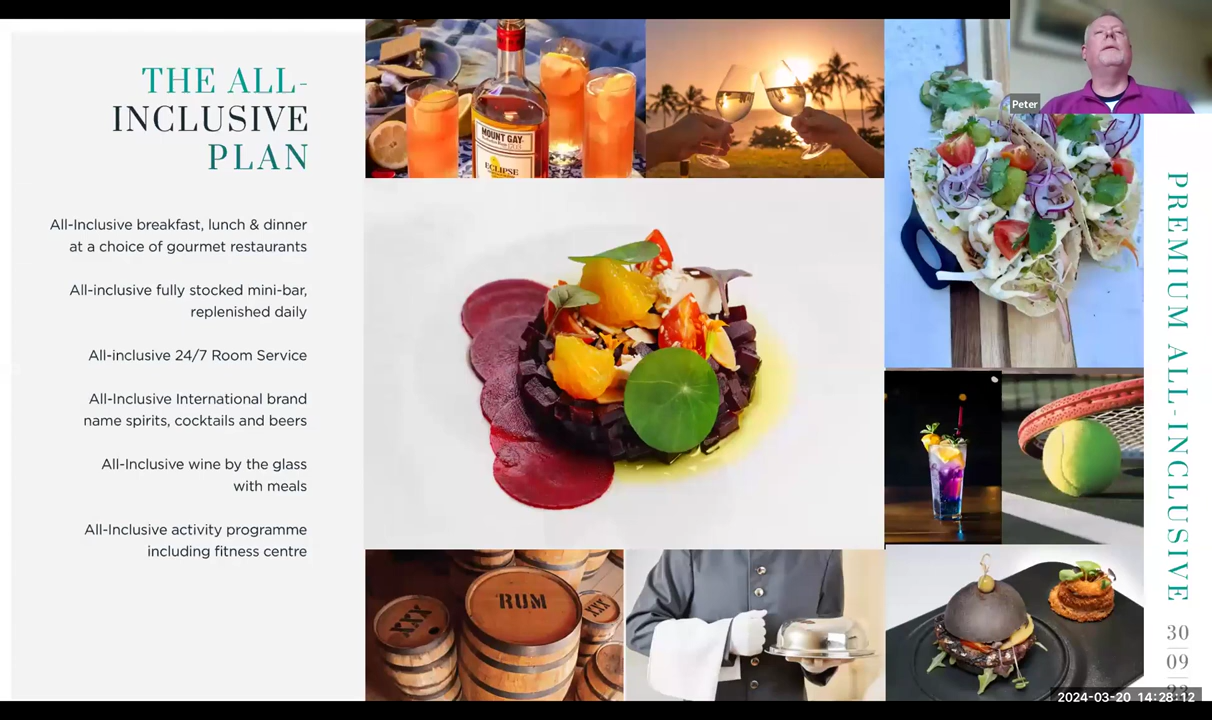 THE ALL-
INCLUSIVE
PLAN
All-Inclusive breakfast, lunch & dinner
at a choice of gourmet restaurants
All-inclusive fully stocked mini-bar,
replenished daily
All-inclusive 24/7 Room Service
All-Inclusive International brand
name spirits, cocktails and beers
All-Inclusive wine by the glass
with meals
All-Inclusive activity programme
including fitness centre
MOUNT GAY
ECLIPSE
XXX
RUM
XXX
Peter
PREMIUM ALL-INCLUSIVE
30
09
2024-03-20 14:28:12